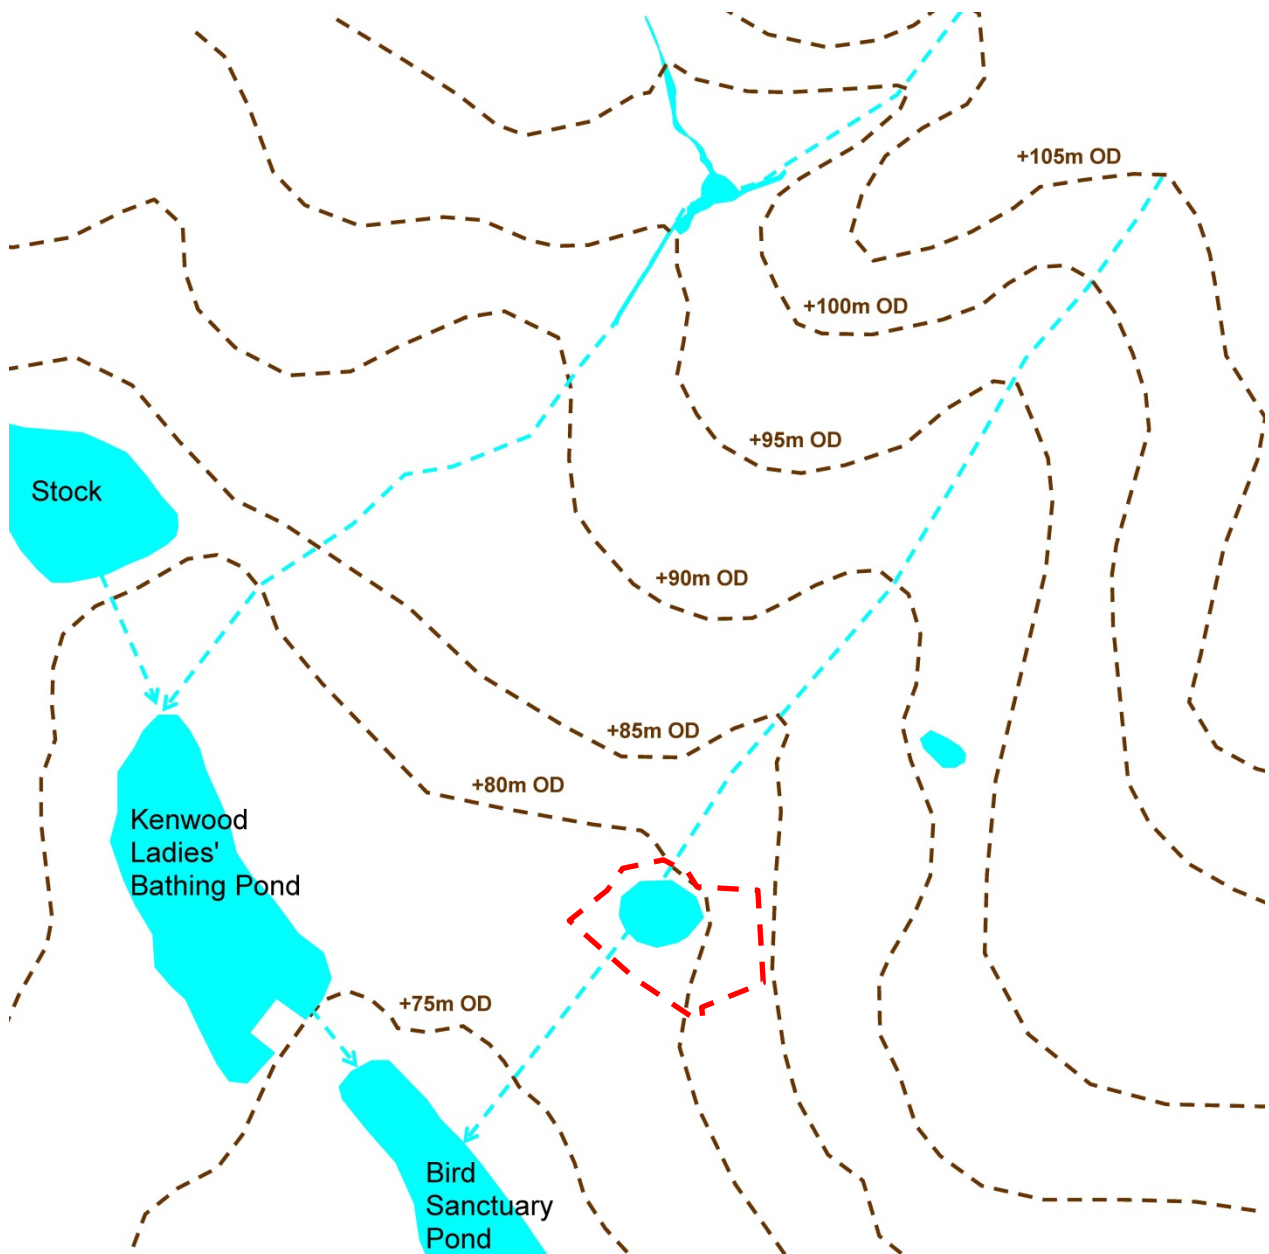 +105m OD
+100m OD
+95m OD
Stock
+90m OD
+85m OD
+80m OD
Kenwood
Ladies'
Bathing Pond
+75m OD
Bird
Sanctuary
Pond